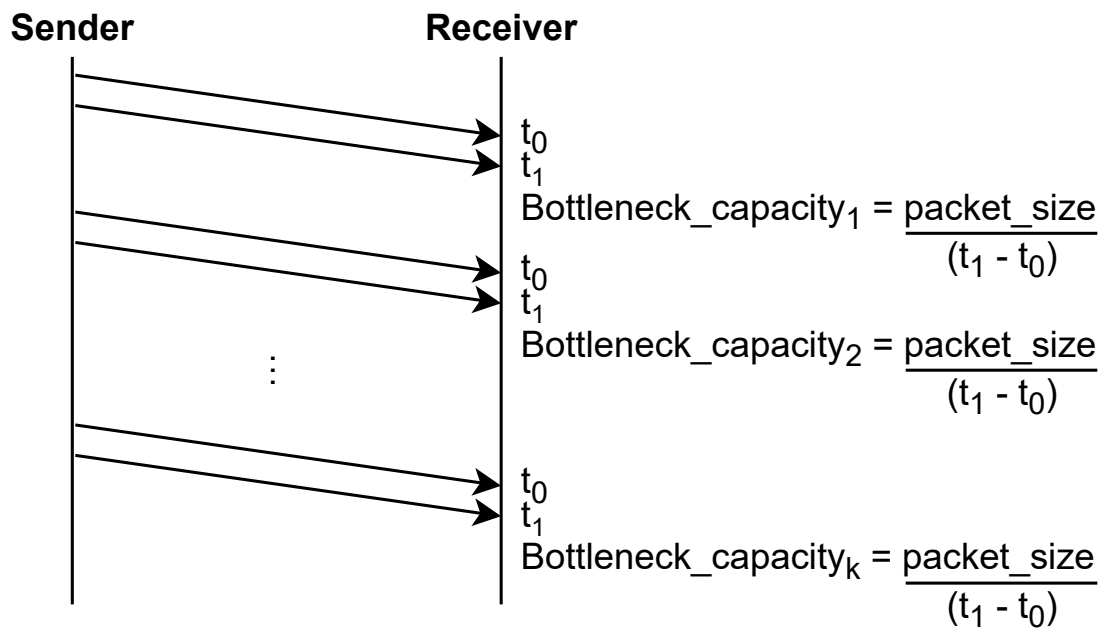 Sender Receiver
t0
t1
Bottleneck_capacity1 = packet_size
(t1 - t0)
t0
t1
Bottleneck_capacity2 = packet_size
(t1 - t0)
⋮
t0
t1
Bottleneck_capacityk = packet_size
(t1 - t0)